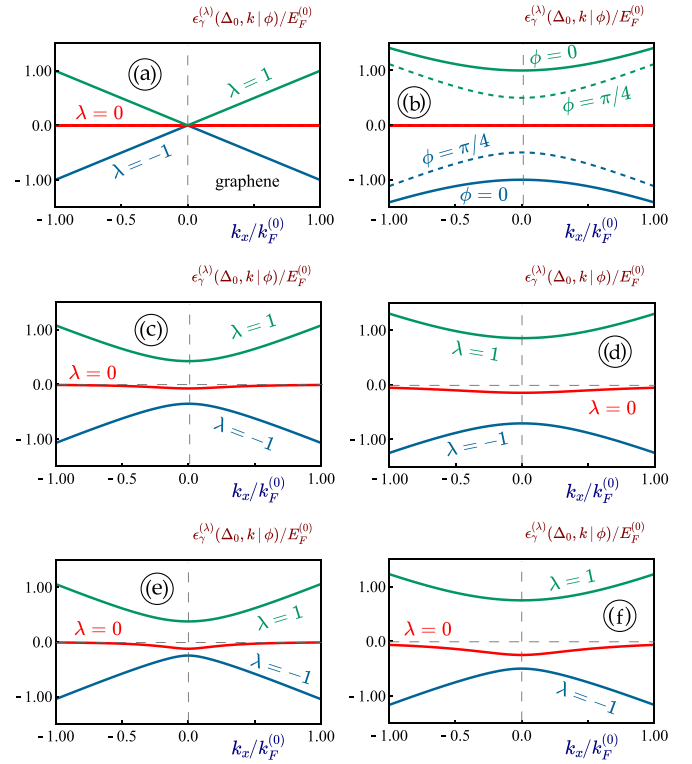 ϵ_γ^(λ)(Δ_0, k | ϕ)/E_F^(0)
ϵ_γ^(λ)(Δ_0, k | ϕ)/E_F^(0)
1.00
(a)
λ = 1
λ = 0
0.0
λ = −1
graphene
- 1.00
- 1.00
- 0.5
0.0
0.5
1.00
k_x/k_F^(0)
1.00
ϕ = 0
(b)
ϕ = π/4
0.0
ϕ = π/4
ϕ = 0
- 1.00
- 1.00
- 0.5
0.0
0.5
1.00
k_x/k_F^(0)
ϵ_γ^(λ)(Δ_0, k | ϕ)/E_F^(0)
ϵ_γ^(λ)(Δ_0, k | ϕ)/E_F^(0)
1.00
(c)
λ = 1
λ = 0
0.0
λ = −1
- 1.00
- 1.00
- 0.5
0.0
0.5
1.00
k_x/k_F^(0)
1.00
λ = 1
(d)
0.0
λ = 0
λ = −1
- 1.00
- 1.00
- 0.5
0.0
0.5
1.00
k_x/k_F^(0)
ϵ_γ^(λ)(Δ_0, k | ϕ)/E_F^(0)
ϵ_γ^(λ)(Δ_0, k | ϕ)/E_F^(0)
1.00
(e)
λ = 1
λ = 0
0.0
λ = −1
- 1.00
- 1.00
- 0.5
0.0
0.5
1.00
k_x/k_F^(0)
1.00
λ = 1
(f)
λ = 0
0.0
λ = −1
- 1.00
- 1.00
- 0.5
0.0
0.5
1.00
k_x/k_F^(0)